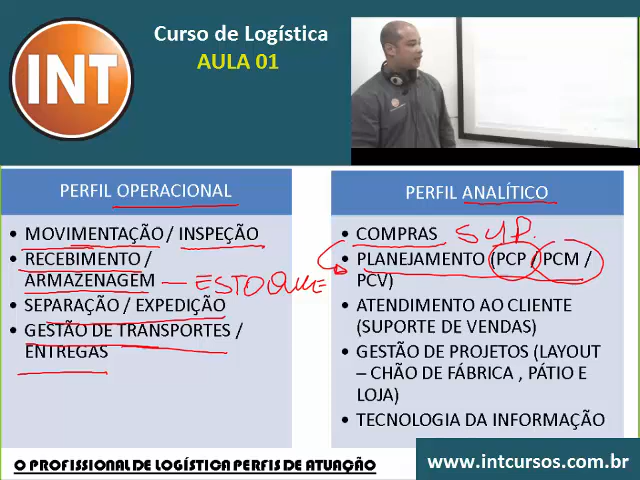 INT
Curso de Logística
AULA 01
PERFIL OPERACIONAL
• MOVIMENTAÇÃO / INSPEÇÃO
• RECEBIMENTO /
ARMAZENAGEM — ESTOQUE
• SEPARAÇÃO / EXPEDIÇÃO
• GESTÃO DE TRANSPORTES /
ENTREGAS
PERFIL ANALÍTICO
• COMPRAS SUP.
• PLANEJAMENTO (PCP / PCM /
PCV)
• ATENDIMENTO AO CLIENTE
(SUPORTE DE VENDAS)
• GESTÃO DE PROJETOS (LAYOUT
– CHÃO DE FÁBRICA , PÁTIO E
LOJA)
• TECNOLOGIA DA INFORMAÇÃO
O PROFISSIONAL DE LOGÍSTICA PERFIS DE ATUAÇÃO
www.intcursos.com.br